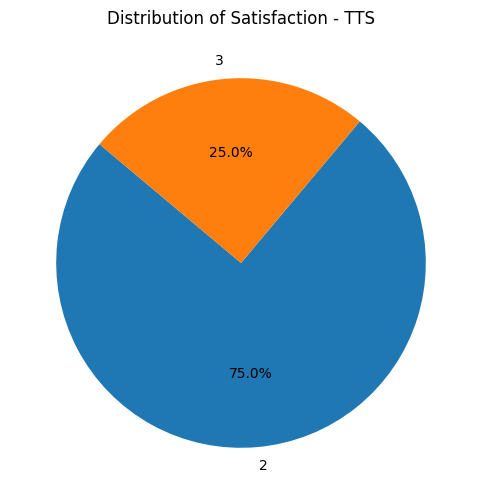 Distribution of Satisfaction - TTS
3
25.0%
75.0%
2